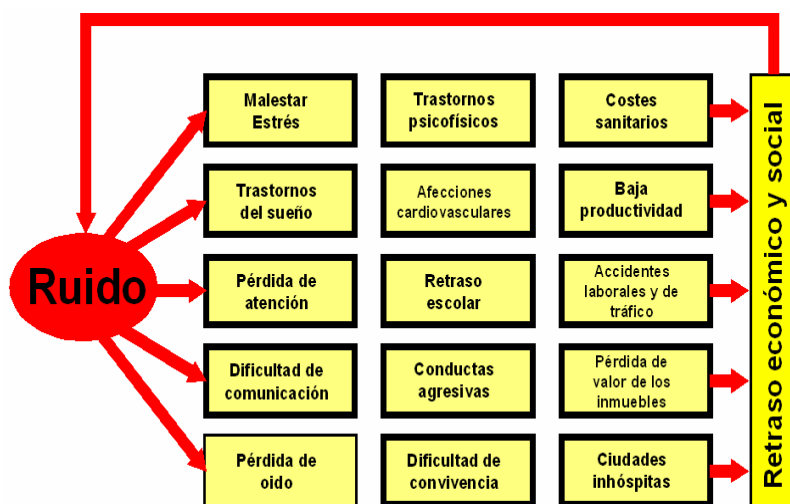 Malestar
Estrés
Trastornos
psicofísicos
Costes
sanitarios
Trastornos
del sueño
Afecciones
cardiovasculares
Baja
productividad
Ruido
Pérdida de
atención
Retraso
escolar
Accidentes
laborales y de
tráfico
Dificultad de
comunicación
Conductas
agresivas
Pérdida de
valor de los
inmuebles
Pérdida de
oido
Dificultad de
convivencia
Ciudades
inhóspitas
Retraso económico y social